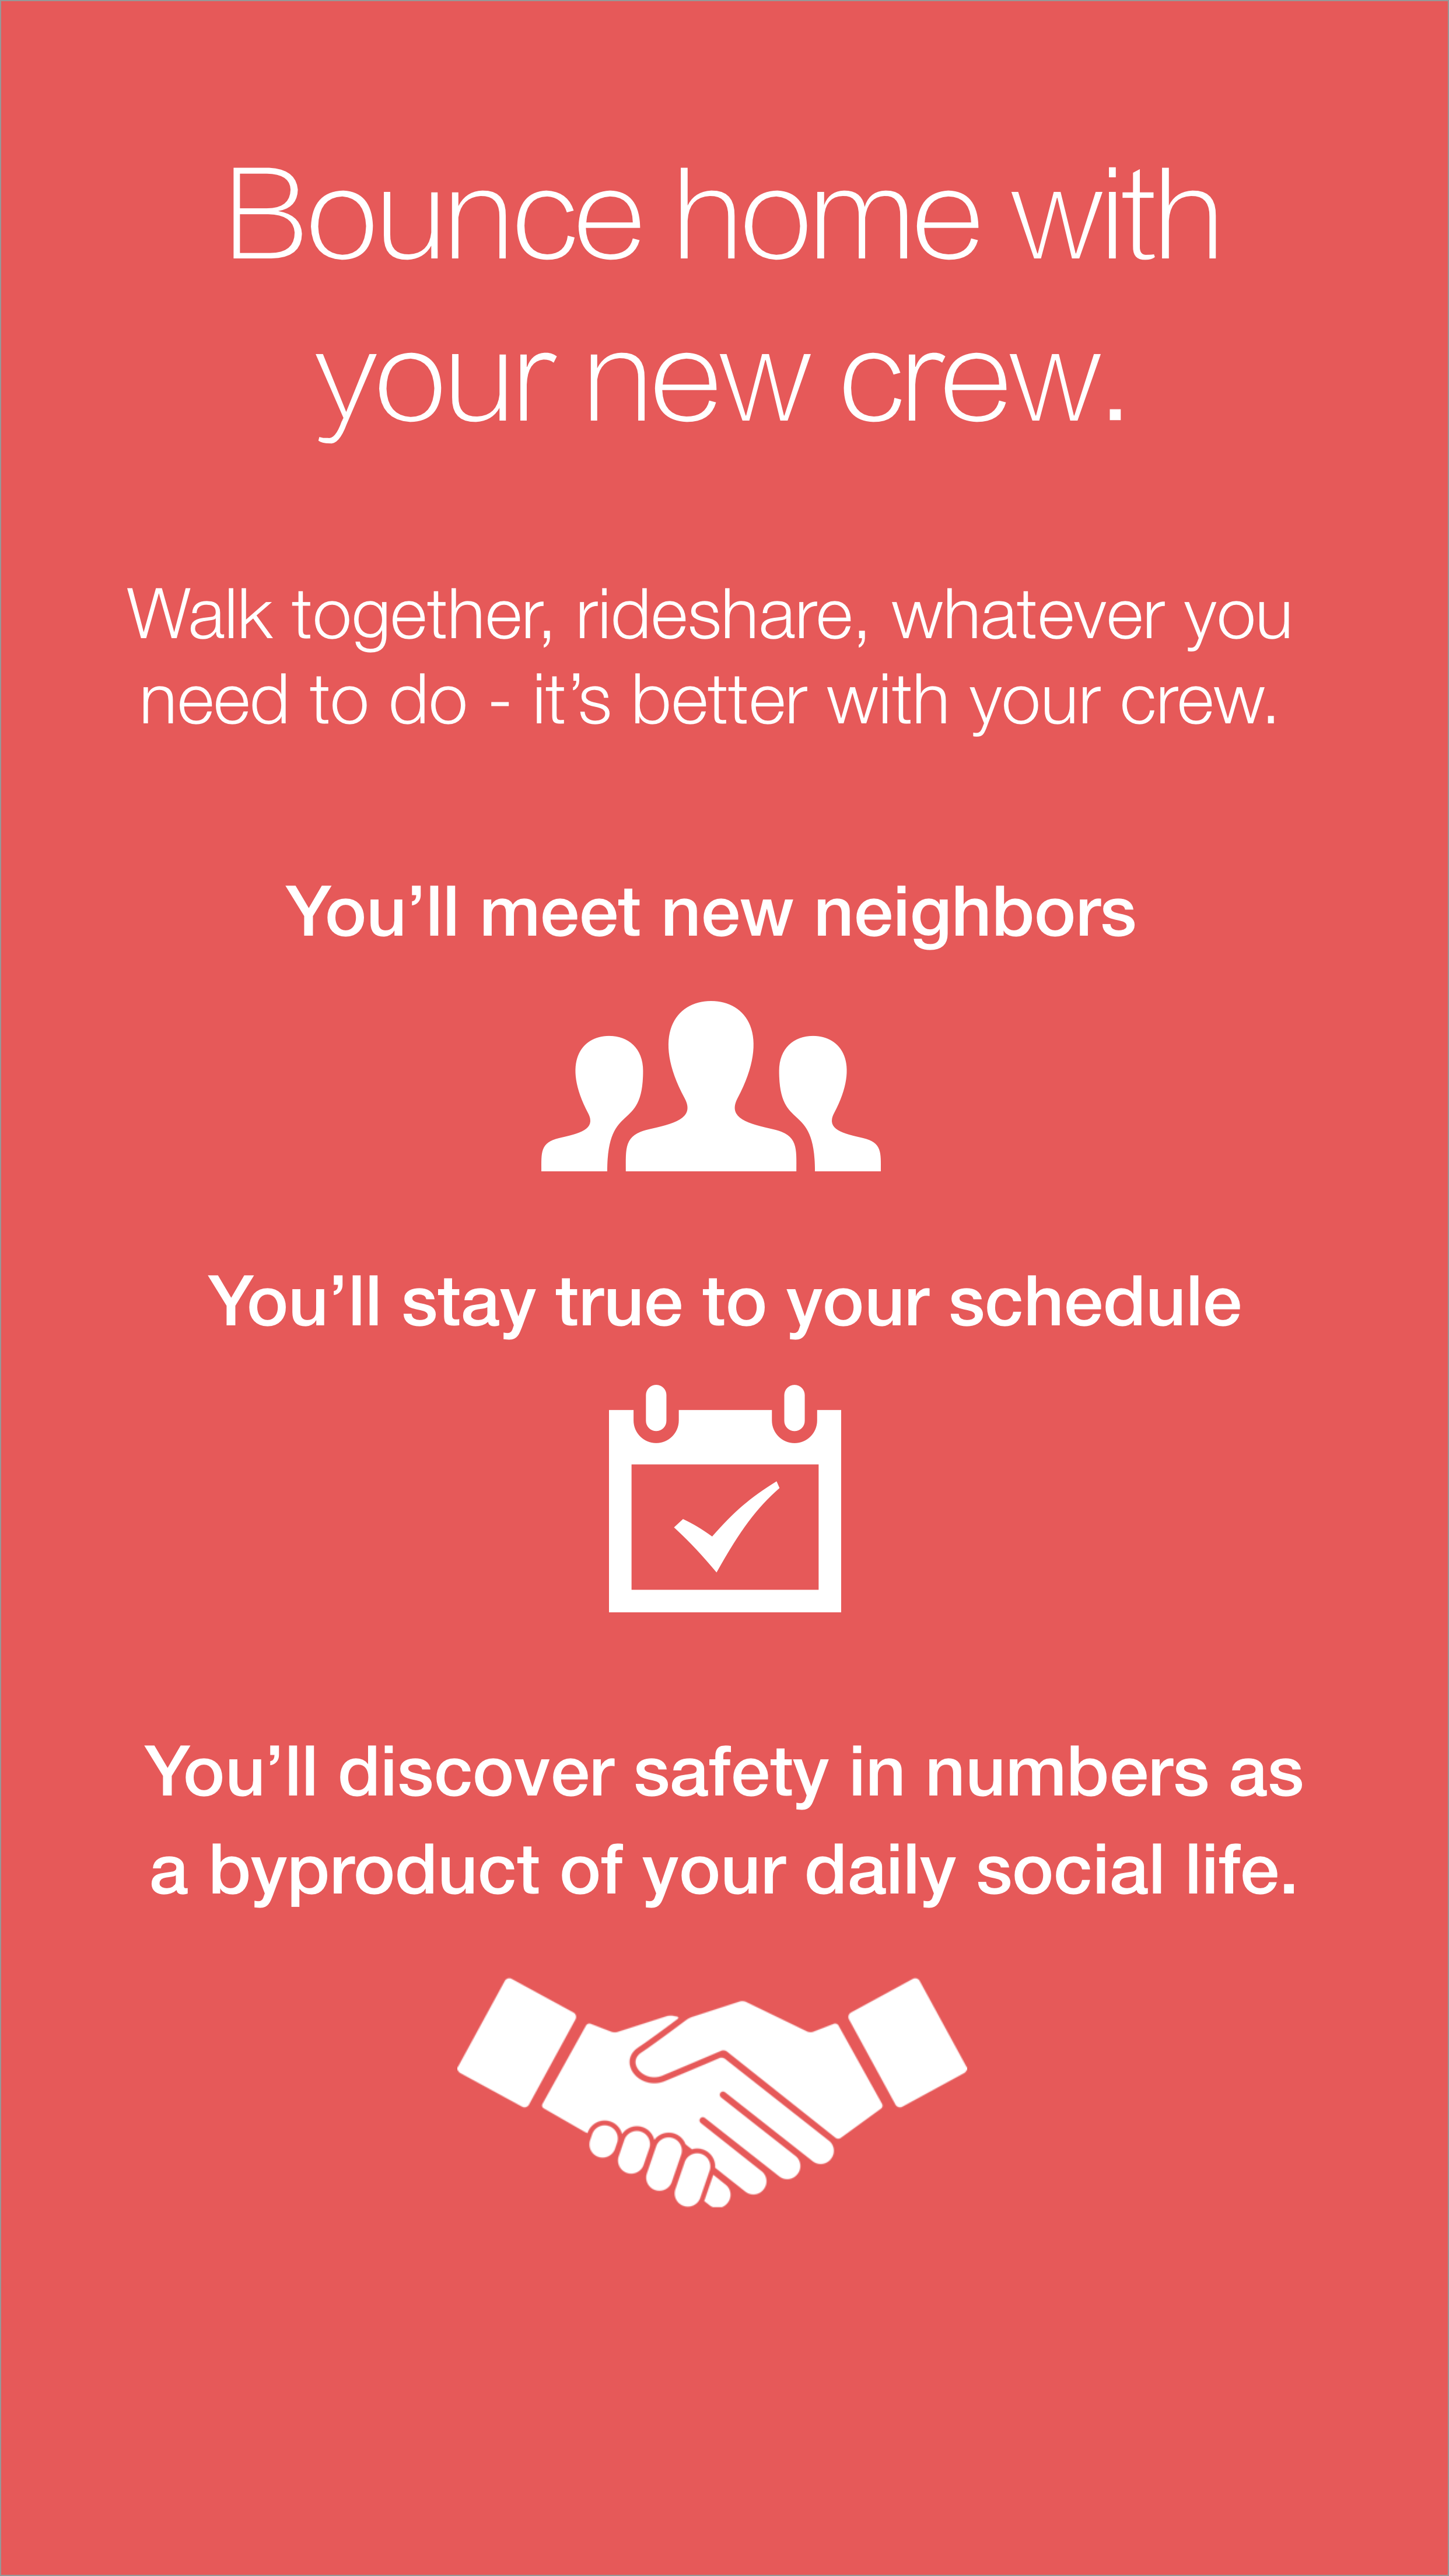 Bounce home with
your new crew.
Walk together, rideshare, whatever you
need to do - it’s better with your crew.
You’ll meet new neighbors
You’ll stay true to your schedule
You’ll discover safety in numbers as
a byproduct of your daily social life.